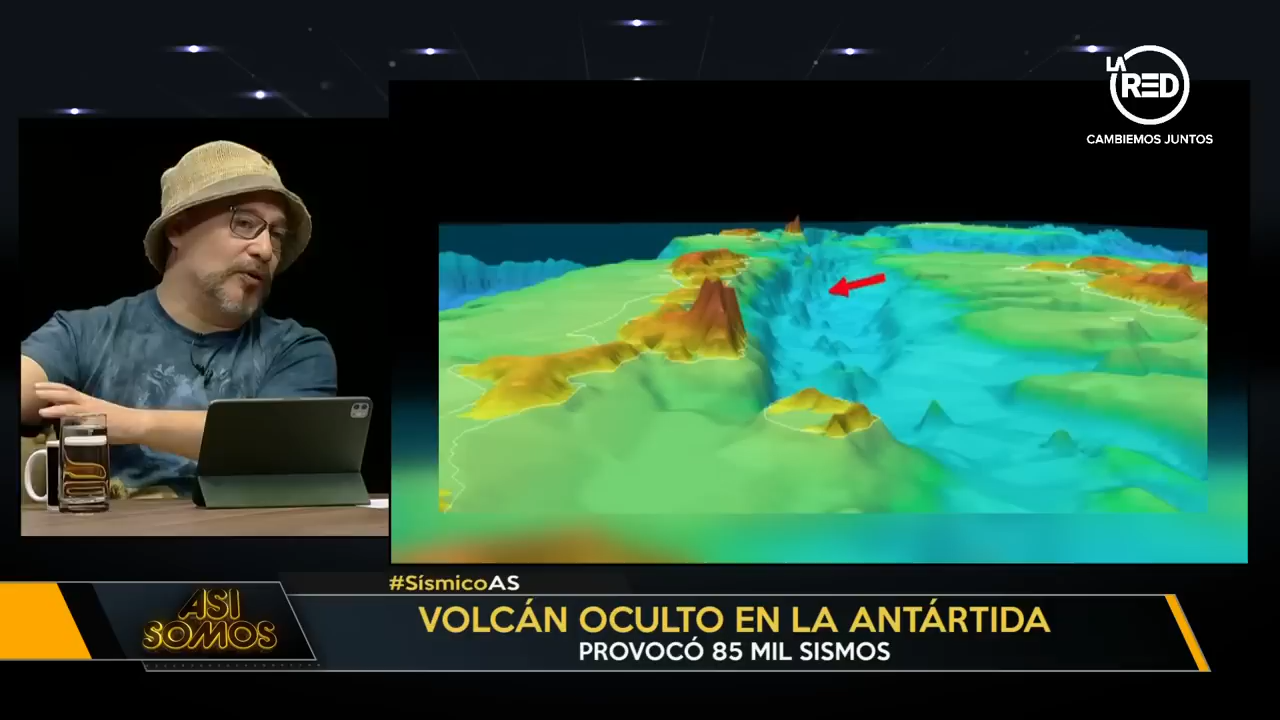 LA
RED
CAMBIEMOS JUNTOS
#SísmicoAS
ASI
SOMOS
VOLCÁN OCULTO EN LA ANTÁRTIDA
PROVOCÓ 85 MIL SISMOS